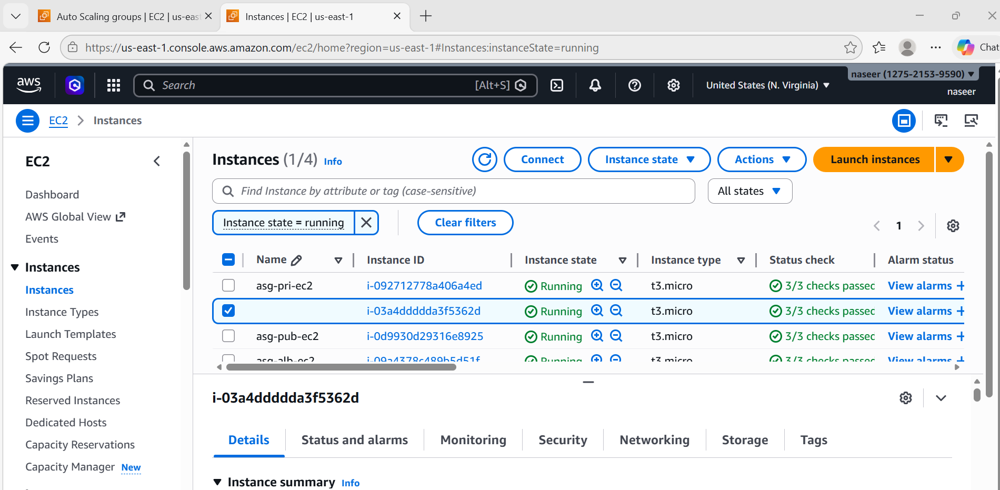 Auto Scaling groups | EC2 | us-east
Instances | EC2 | us-east-1
https://us-east-1.console.aws.amazon.com/ec2/home?region=us-east-1#Instances:instanceState=running
Chat
aws
Search [Alt+S]
United States (N. Virginia)
naseer (1275-2153-9590)
naseer
EC2 Instances
EC2
Dashboard
AWS Global View
Events
Instances
Instances
Instance Types
Launch Templates
Spot Requests
Savings Plans
Reserved Instances
Dedicated Hosts
Capacity Reservations
Capacity Manager New
Instances (1/4) Info
Connect
Instance state
Actions
Launch instances
Find Instance by attribute or tag (case-sensitive)
All states
Instance state = running
Clear filters
1
Name Instance ID Instance state Instance type Status check Alarm status
asg-pri-ec2 i-092712778a406a4ed Running t3.micro 3/3 checks passed View alarms +
i-03a4ddddda3f5362d Running t3.micro 3/3 checks passed View alarms +
asg-pub-ec2 i-0d9930d29316e8925 Running t3.micro 3/3 checks passed View alarms +
asg-alb-ec2 i-09a4378c489b5d51f Running t3.micro 3/3 checks passed View alarms +
i-03a4ddddda3f5362d
Details
Status and alarms
Monitoring
Security
Networking
Storage
Tags
Instance summary Info